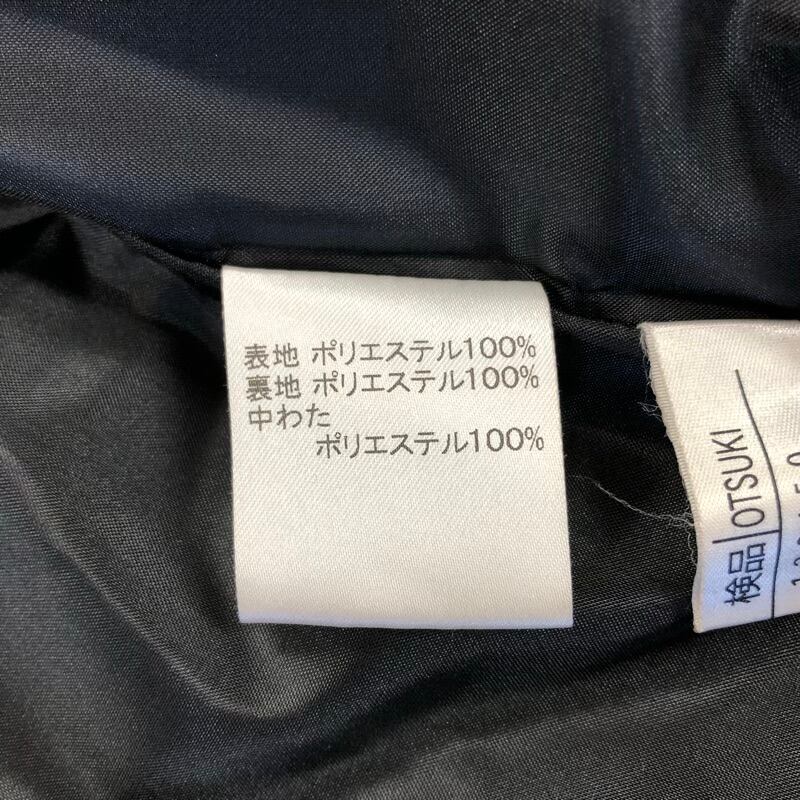 表地 ポリエステル100%
裏地 ポリエステル100%
中わた
ポリエステル100%
検品 OTSUKI